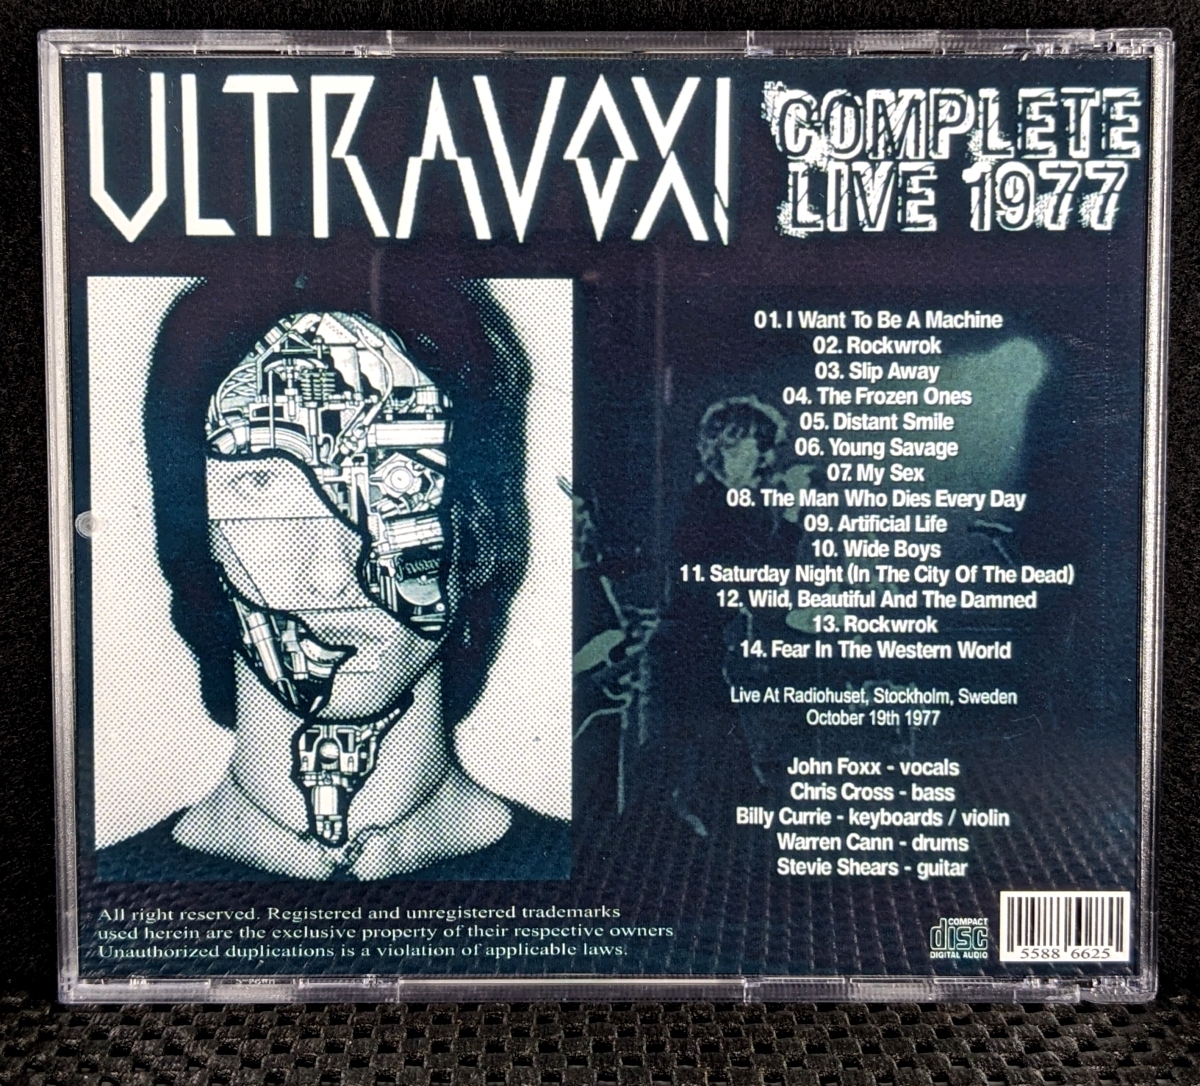 ULTRAVOX!
COMPLETE
LIVE 1977
01. I Want To Be A Machine
02. Rockwrok
03. Slip Away
04. The Frozen Ones
05. Distant Smile
06. Young Savage
07. My Sex
08. The Man Who Dies Every Day
09. Artificial Life
10. Wide Boys
11. Saturday Night (In The City Of The Dead)
12. Wild, Beautiful And The Damned
13. Rockwrok
14. Fear In The Western World
Live At Radiohuset, Stockholm, Sweden
October 19th 1977
John Foxx - vocals
Chris Cross - bass
Billy Currie - keyboards / violin
Warren Cann - drums
Stevie Shears - guitar
All right reserved. Registered and unregistered trademarks
used herein are the exclusive property of their respective owners
Unauthorized duplications is a violation of applicable laws.
COMPACT
disc
DIGITAL AUDIO
5588 6625